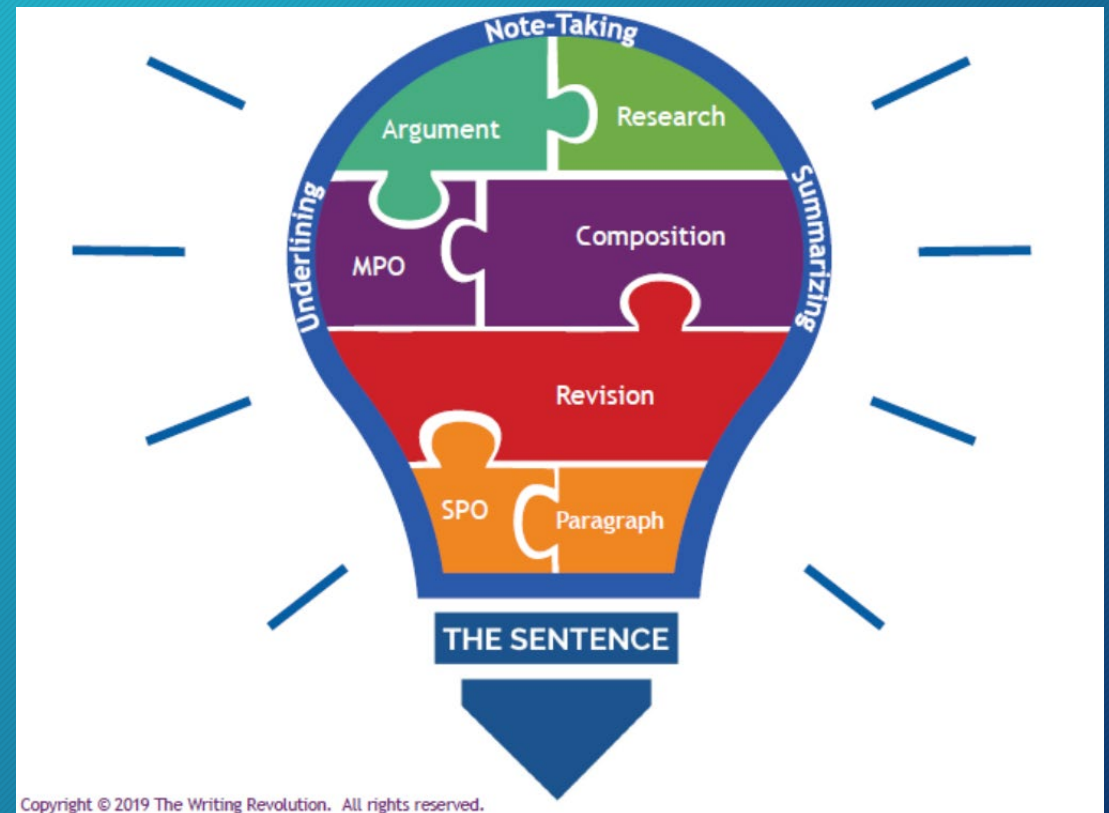 Note-Taking
Argument
Research
Underlining
Summarizing
MPO
Composition
Revision
SPO
Paragraph
THE SENTENCE
Copyright © 2019 The Writing Revolution. All rights reserved.